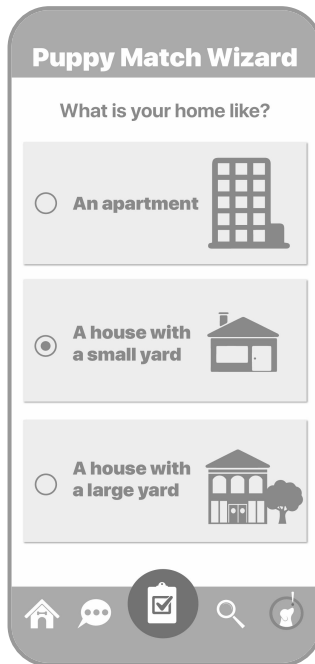 Puppy Match Wizard
What is your home like?
An apartment
A house with
a small yard
A house with
a large yard